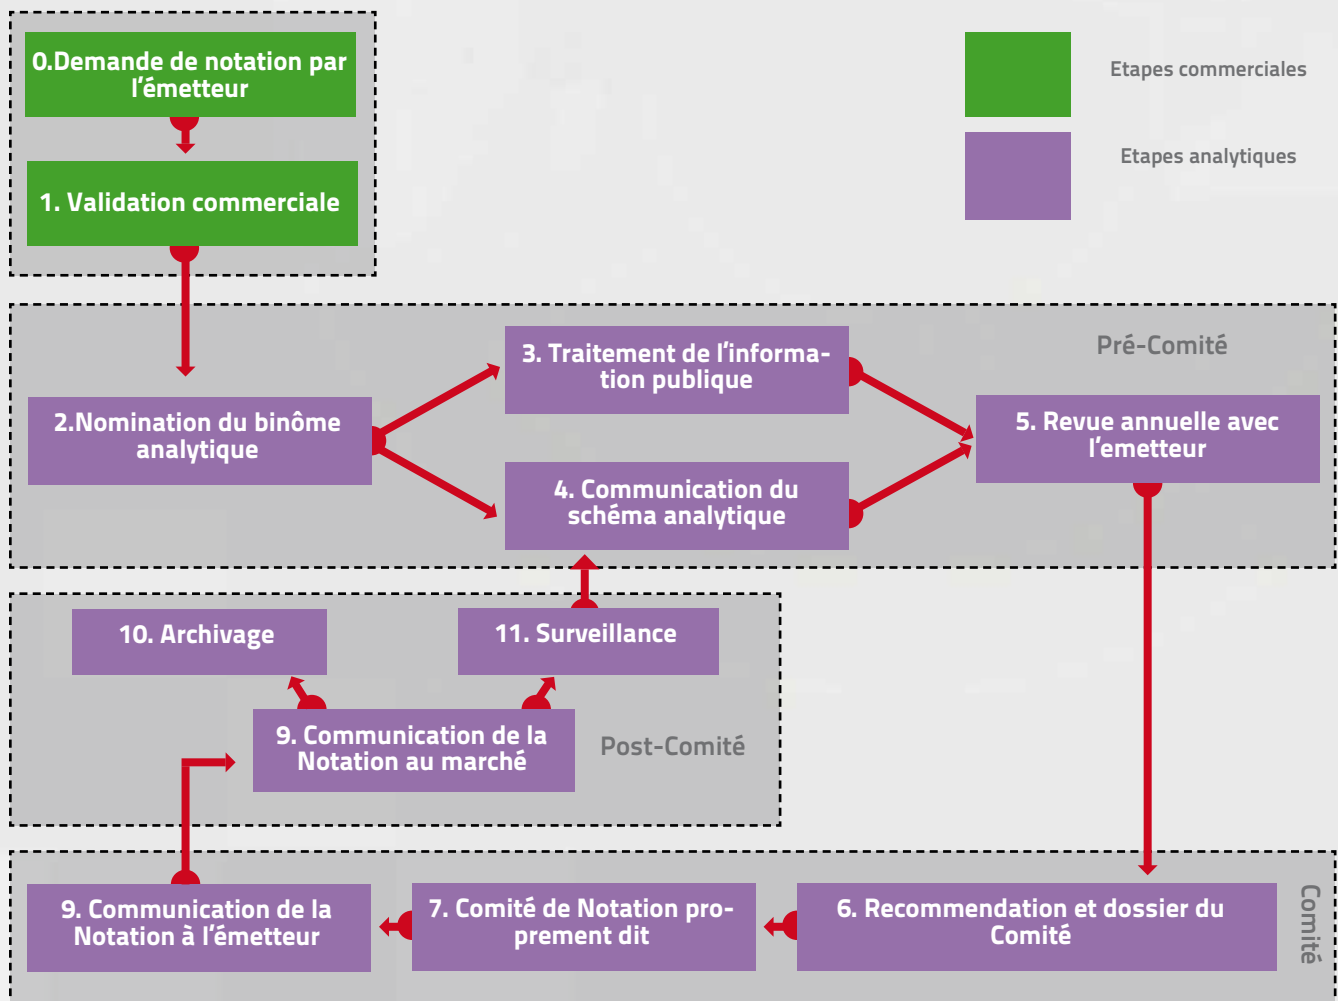 0.Demande de notation par
l'émetteur
Etapes commerciales
Etapes analytiques
1. Validation commerciale
Pré-Comité
3. Traitement de l'informa-
tion publique
2.Nomination du binôme
analytique
5. Revue annuelle avec
l'emetteur
4. Communication du
schéma analytique
10. Archivage
11. Surveillance
9. Communication de la
Notation au marché
Post-Comité
9. Communication de la
Notation à l'émetteur
7. Comité de Notation pro-
prement dit
6. Recommendation et dossier du
Comité
Comité